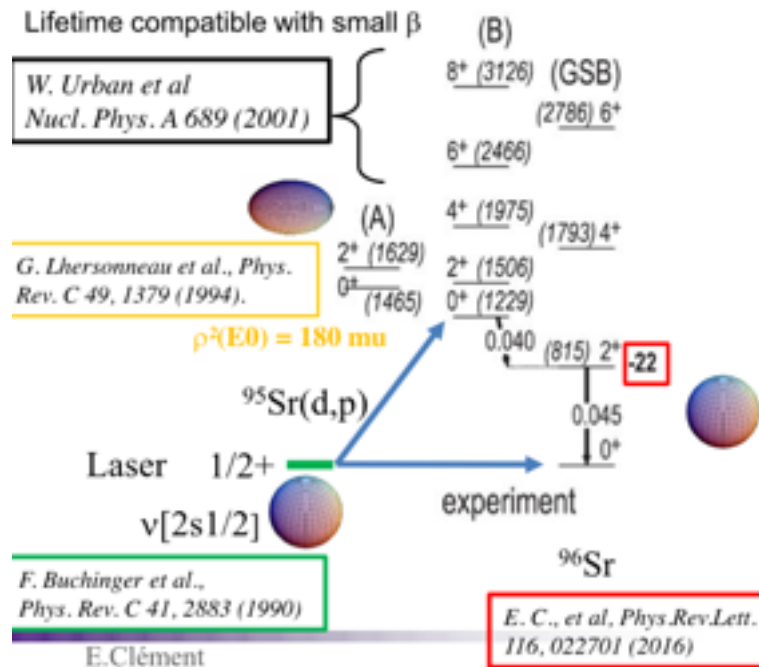 Lifetime compatible with small β
W. Urban et al
Nucl. Phys. A 689 (2001)
(B)
8⁺ (3126)
(GSB)
(2786) 6⁺
6⁺ (2466)
(A)
4⁺ (1975)
(1793) 4⁺
2⁺ (1629)
0⁺
(1465)
2⁺ (1506)
0⁺ (1229)
G. Lhersonneau et al., Phys.
Rev. C 49, 1379 (1994).
ρ²(E0) = 180 mu
0.040
(815) 2⁺
-22
⁹⁵Sr(d,p)
0.045
0⁺
Laser 1/2+
experiment
ν[2s1/2]
⁹⁶Sr
F. Buchinger et al.,
Phys. Rev. C 41, 2883 (1990)
E. C., et al, Phys.Rev.Lett.
116, 022701 (2016)
E.Clément